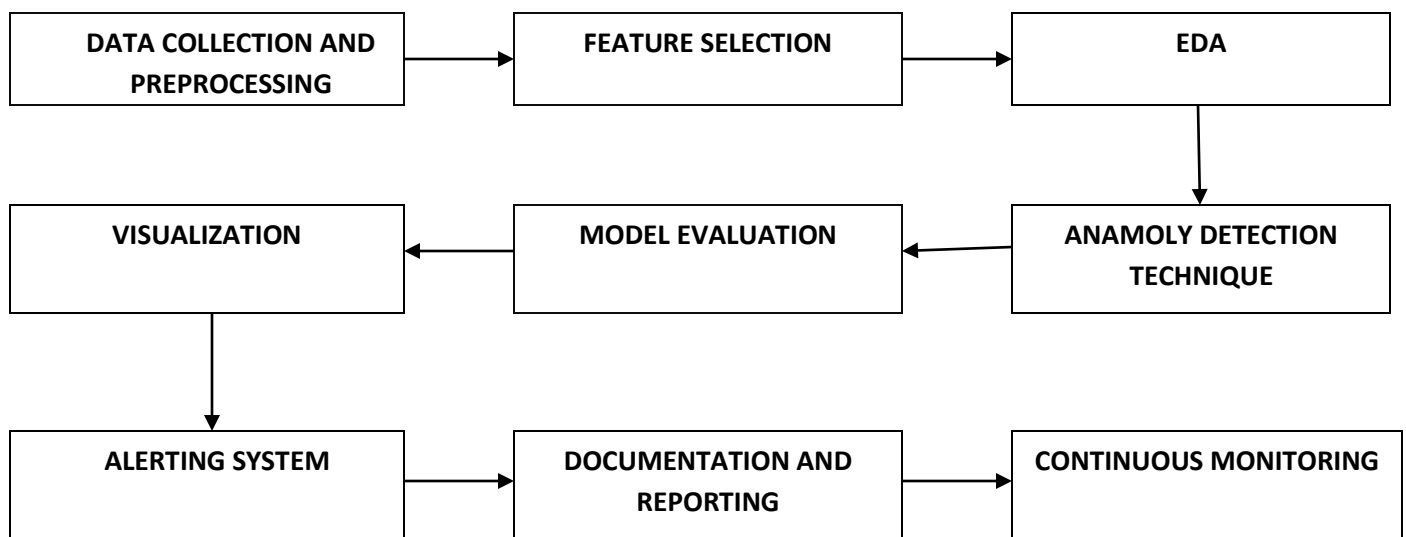 DATA COLLECTION AND
PREPROCESSING
FEATURE SELECTION
EDA
VISUALIZATION
MODEL EVALUATION
ANAMOLY DETECTION
TECHNIQUE
ALERTING SYSTEM
DOCUMENTATION AND
REPORTING
CONTINUOUS MONITORING